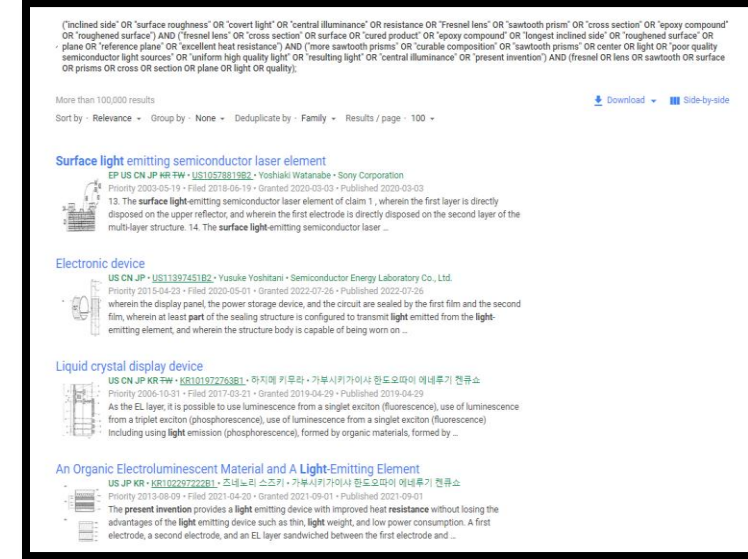 ("inclined side" OR "surface roughness" OR "covert light" OR "central illuminance" OR resistance OR "Fresnel lens" OR "sawtooth prism" OR "cross section" OR "epoxy compound"
OR "roughened surface") AND ("fresnel lens" OR "cross section" OR surface OR "cured product" OR "epoxy compound" OR "longest inclined side" OR "roughened surface" OR
plane OR "reference plane" OR "excellent heat resistance") AND ("more sawtooth prisms" OR "curable composition" OR "sawtooth prisms" OR center OR light OR "poor quality
semiconductor light sources" OR "uniform high quality light" OR "resulting light" OR "central illuminance" OR "present invention") AND (fresnel OR lens OR sawtooth OR surface
OR prisms OR cross OR section OR plane OR light OR quality);
More than 100,000 results
Download
Side-by-side
Sort by · Relevance Group by · None Deduplicate by · Family Results / page · 100
Surface light emitting semiconductor laser element
EP US CN JP KR TW • US10578819B2 • Yoshiaki Watanabe • Sony Corporation
Priority 2003-05-19 • Filed 2018-06-19 • Granted 2020-03-03 • Published 2020-03-03
13. The surface light-emitting semiconductor laser element of claim 1 , wherein the first layer is directly
disposed on the upper reflector, and wherein the first electrode is directly disposed on the second layer of the
multi-layer structure. 14. The surface light-emitting semiconductor laser …
Electronic device
US CN JP • US11397451B2 • Yusuke Yoshitani • Semiconductor Energy Laboratory Co., Ltd.
Priority 2015-04-23 • Filed 2020-05-01 • Granted 2022-07-26 • Published 2022-07-26
wherein the display panel, the power storage device, and the circuit are sealed by the first film and the second
film, wherein at least part of the sealing structure is configured to transmit light emitted from the light-
emitting element, and wherein the structure body is capable of being worn on …
Liquid crystal display device
US CN JP KR TW • KR101972763B1 • 하지메 키무라 • 가부시키가이샤 한도오따이 에네루기 켄큐쇼
Priority 2006-10-31 • Filed 2017-03-21 • Granted 2019-04-29 • Published 2019-04-29
As the EL layer, it is possible to use luminescence from a singlet exciton (fluorescence), use of luminescence
from a triplet exciton (phosphorescence), use of luminescence from a singlet exciton (fluorescence)
Including using light emission (phosphorescence), formed by organic materials, formed by …
An Organic Electroluminescent Material and A Light-Emitting Element
US JP KR • KR102297222B1 • 츠네노리 스즈키 • 가부시키가이샤 한도오따이 에네루기 켄큐쇼
Priority 2013-08-09 • Filed 2021-04-20 • Granted 2021-09-01 • Published 2021-09-01
The present invention provides a light emitting device with improved heat resistance without losing the
advantages of the light emitting device such as thin, light weight, and low power consumption. A first
electrode, a second electrode, and an EL layer sandwiched between the first electrode and …